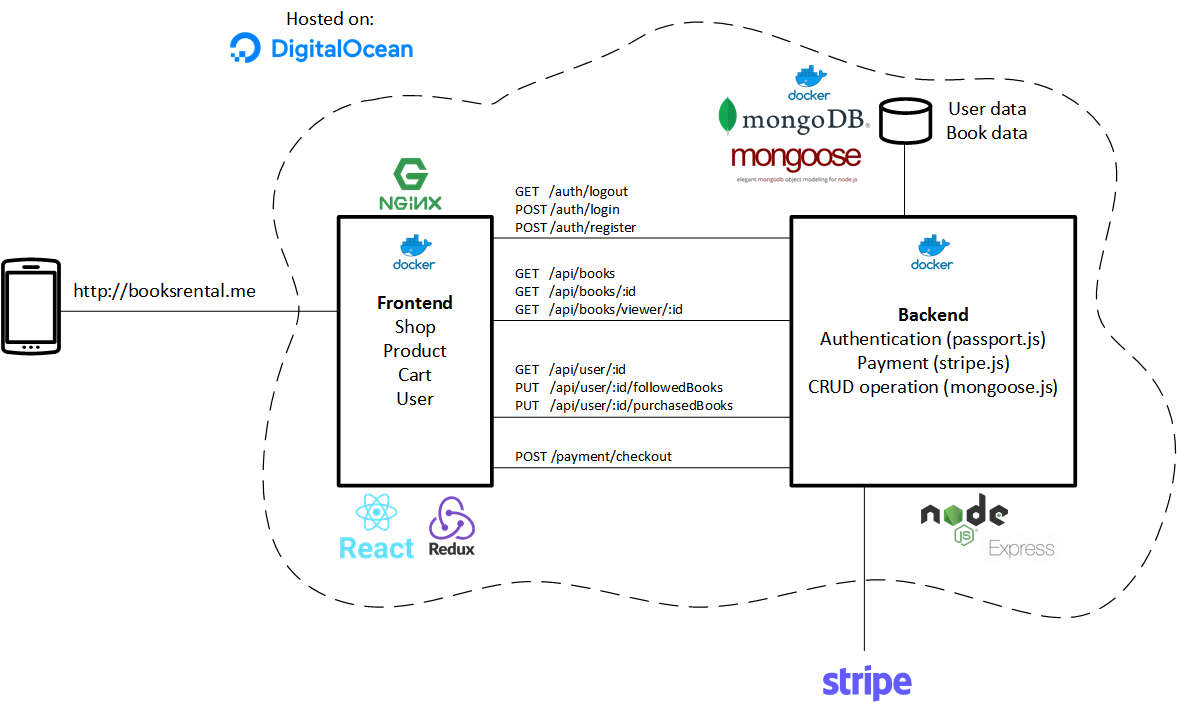 Hosted on:
DigitalOcean
docker
mongoDB®
mongoose
elegant mongodb object modeling for node.js
User data
Book data
NGiNX
GET /auth/logout
POST /auth/login
POST /auth/register
docker
docker
http://booksrental.me
GET /api/books
GET /api/books/:id
GET /api/books/viewer/:id
Frontend
Shop
Product
Cart
User
Backend
Authentication (passport.js)
Payment (stripe.js)
CRUD operation (mongoose.js)
GET /api/user/:id
PUT /api/user/:id/followedBooks
PUT /api/user/:id/purchasedBooks
POST /payment/checkout
React
Redux
node
JS
Express
stripe